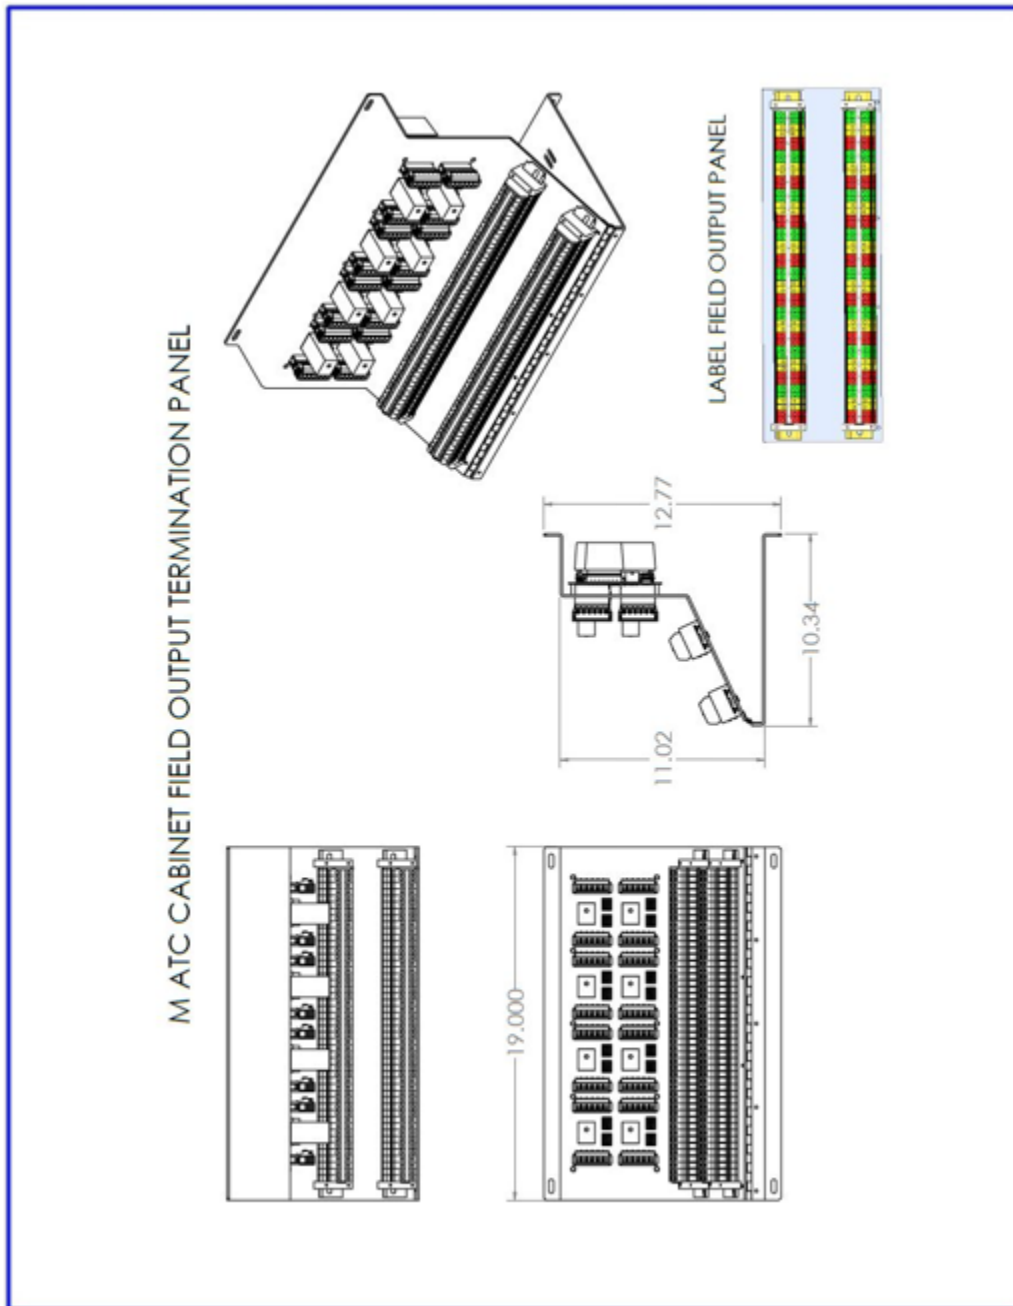 M ATC CABINET FIELD OUTPUT TERMINATION PANEL
LABEL FIELD OUTPUT PANEL
12.77
10.34
11.02
19.000